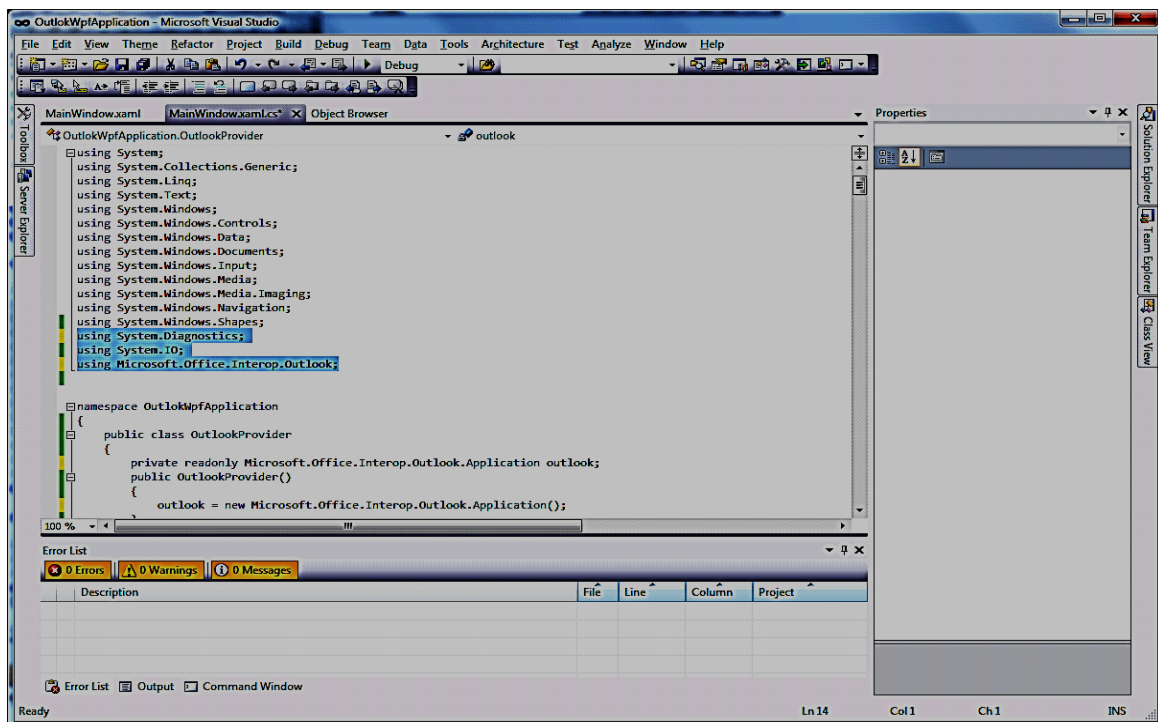 OutlokWpfApplication - Microsoft Visual Studio
File Edit View Theme Refactor Project Build Debug Team Data Tools Architecture Test Analyze Window Help
Debug
MainWindow.xaml MainWindow.xaml.cs* X Object Browser
OutlokWpfApplication.OutlookProvider outlook
using System;
using System.Collections.Generic;
using System.Linq;
using System.Text;
using System.Windows;
using System.Windows.Controls;
using System.Windows.Data;
using System.Windows.Documents;
using System.Windows.Input;
using System.Windows.Media;
using System.Windows.Media.Imaging;
using System.Windows.Navigation;
using System.Windows.Shapes;
using System.Diagnostics;
using System.IO;
using Microsoft.Office.Interop.Outlook;
namespace OutlokWpfApplication
{
public class OutlookProvider
{
private readonly Microsoft.Office.Interop.Outlook.Application outlook;
public OutlookProvider()
{
outlook = new Microsoft.Office.Interop.Outlook.Application();
100 %
Error List
0 Errors 0 Warnings 0 Messages
Description File Line Column Project
Error List Output Command Window
Ready Ln 14 Col 1 Ch 1 INS
Toolbox
Server Explorer
Properties
Solution Explorer
Team Explorer
Class View